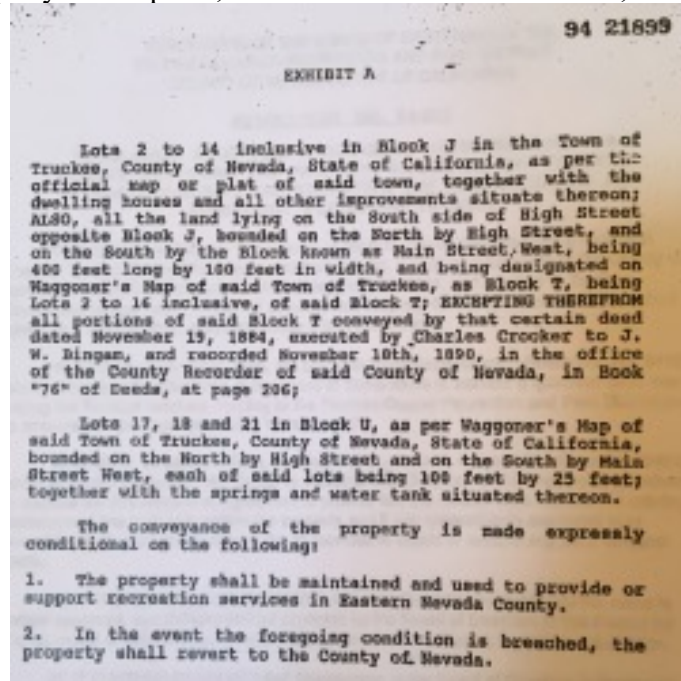 94 21899
EXHIBIT A
Lots 2 to 14 inclusive in Block J in the Town of
Truckee, County of Nevada, State of California, as per the
official map or plat of said town, together with the
dwelling houses and all other improvements situate thereon;
ALSO, all the land lying on the South side of High Street
opposite Block J, bounded on the North by High Street, and
on the South by the Block known as Main Street, West, being
400 feet long by 100 feet in width, and being designated on
Waggoner's Map of said Town of Truckee, as Block T, being
Lots 2 to 16 inclusive, of said Block T; EXCEPTING THEREFROM
all portions of said Block T conveyed by that certain deed
dated November 19, 1884, executed by Charles Crocker to J.
W. Bingam, and recorded November 10th, 1890, in the office
of the County Recorder of said County of Nevada, in Book
"76" of Deeds, at page 206;
Lots 17, 18 and 21 in Block U, as per Waggoner's Map of
said Town of Truckee, County of Nevada, State of California,
bounded on the North by High Street and on the South by Main
Street West, each of said lots being 100 feet by 25 feet;
together with the springs and water tank situated thereon.
The conveyance of the property is made expressly
conditional on the following:
1. The property shall be maintained and used to provide or
support recreation services in Eastern Nevada County.
2. In the event the foregoing condition is breached, the
property shall revert to the County of Nevada.